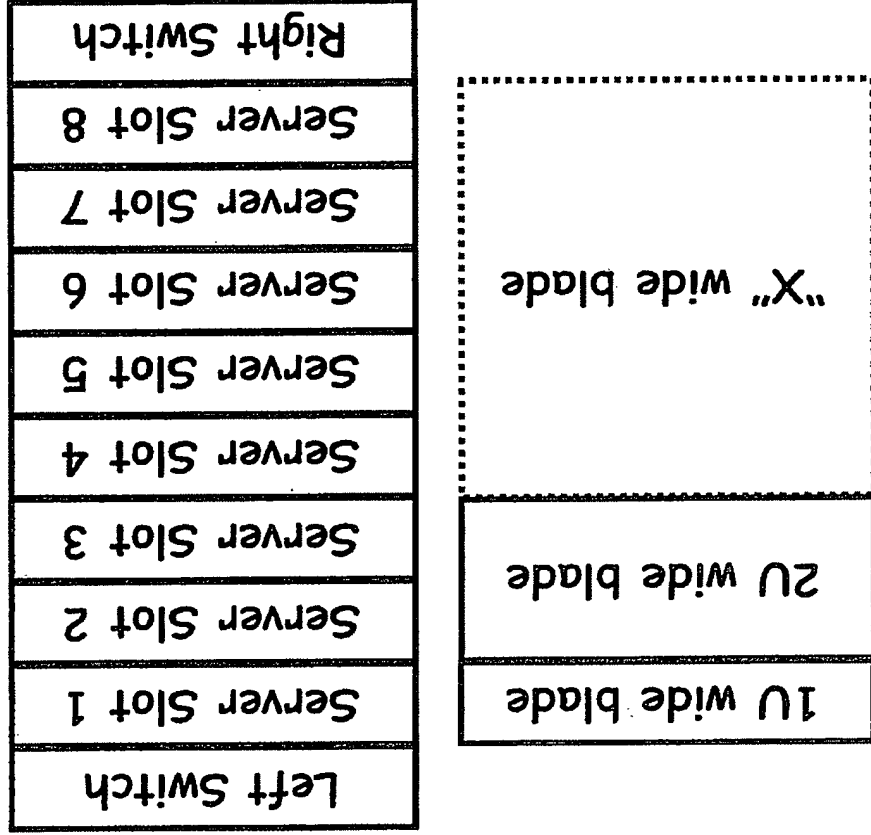 Left Switch
Server Slot 1
Server Slot 2
Server Slot 3
Server Slot 4
Server Slot 5
Server Slot 6
Server Slot 7
Server Slot 8
Right Switch
1U wide blade
2U wide blade
"X" wide blade